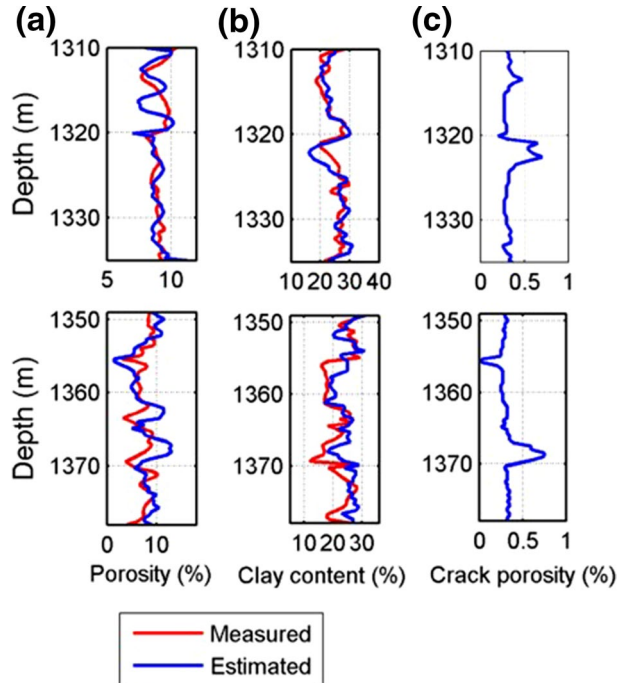 (a) (b) (c)
1310 1310 1310
1320 1320 1320
1330 1330 1330
Depth (m)
5 10 10 20 30 40 0 0.5 1
1350 1350 1350
1360 1360 1360
1370 1370 1370
Depth (m)
0 10 10 20 30 0 0.5 1
Porosity (%) Clay content (%) Crack porosity (%)
Measured
Estimated